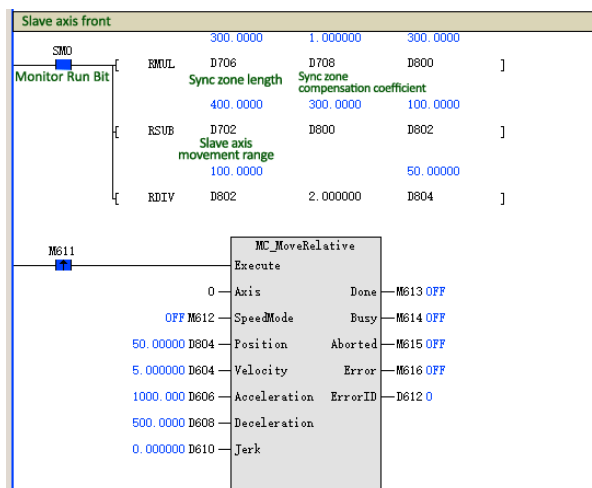 Slave axis front
300.0000 1.000000 300.0000
SM0
[ RMUL D706 D708 D800 ]
Monitor Run Bit Sync zone length Sync zone compensation coefficient
400.0000 300.0000 100.0000
[ RSUB D702 D800 D802 ]
Slave axis
movement range
100.0000 50.00000
[ RDIV D802 2.000000 D804 ]
M611
MC_MoveRelative
Execute
0 Axis Done M613 OFF
OFF M612 SpeedMode Busy M614 OFF
50.00000 D804 Position Aborted M615 OFF
5.000000 D604 Velocity Error M616 OFF
1000.000 D606 Acceleration ErrorID D612 0
500.0000 D608 Deceleration
0.000000 D610 Jerk